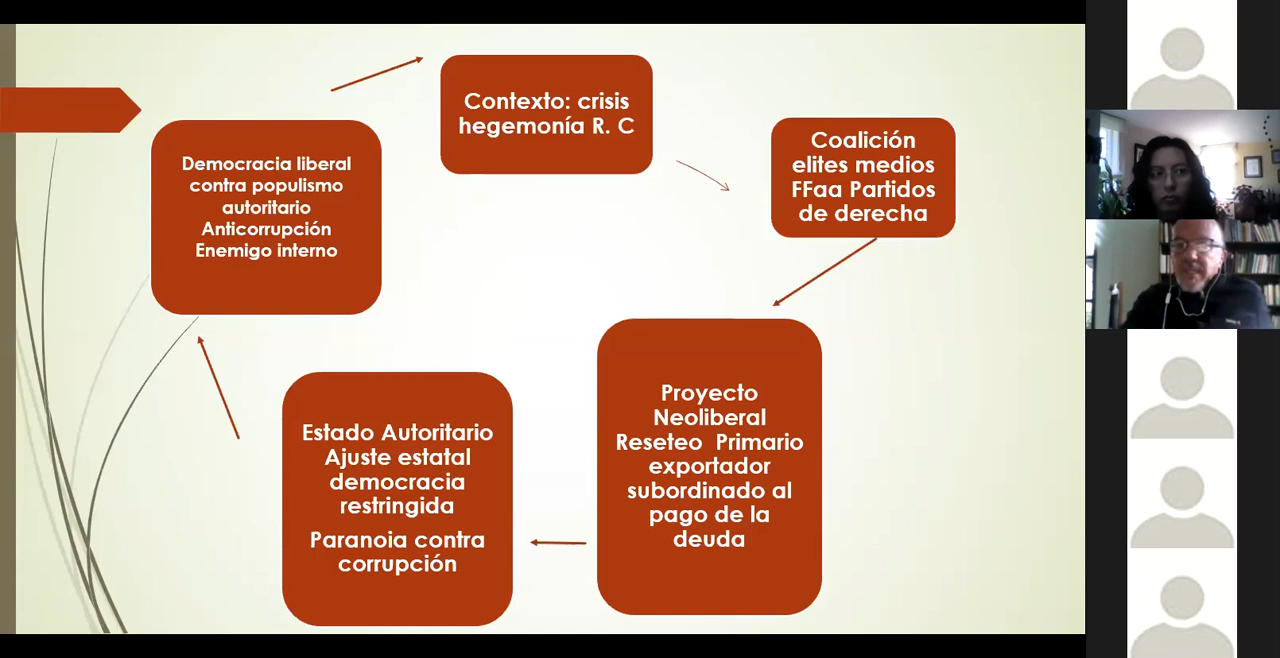 Contexto: crisis
hegemonía R. C
Coalición
elites medios
FFaa Partidos
de derecha
Proyecto
Neoliberal
Reseteo Primario
exportador
subordinado al
pago de la
deuda
Estado Autoritario
Ajuste estatal
democracia
restringida
Paranoia contra
corrupción
Democracia liberal
contra populismo
autoritario
Anticorrupción
Enemigo interno